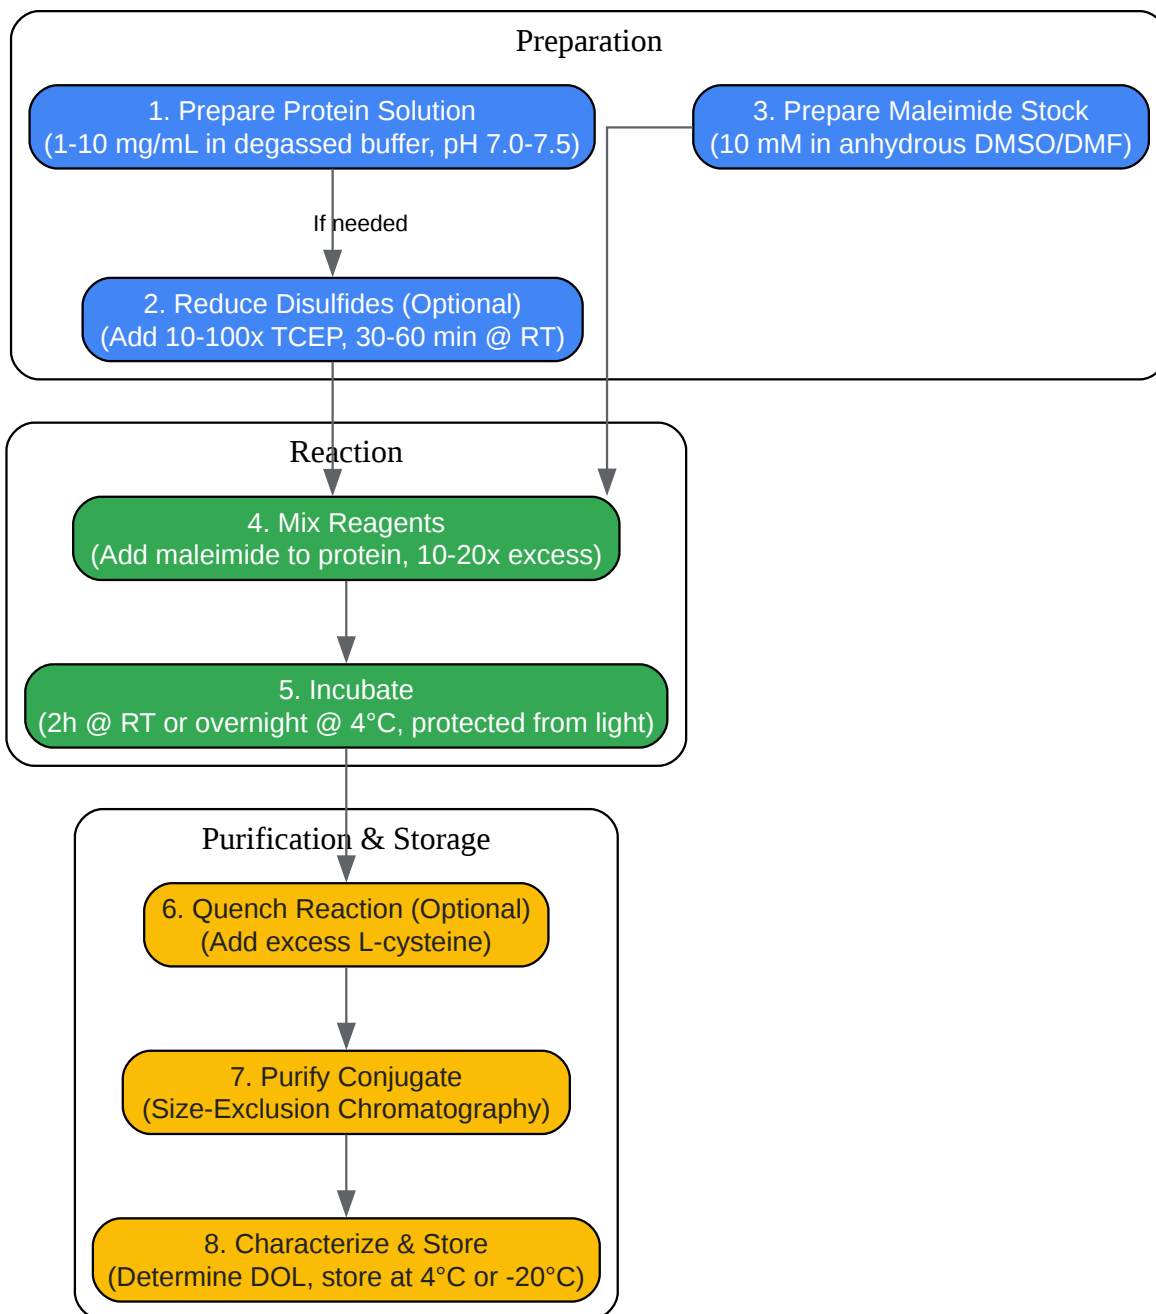 Preparation
1. Prepare Protein Solution
(1-10 mg/mL in degassed buffer, pH 7.0-7.5)
3. Prepare Maleimide Stock
(10 mM in anhydrous DMSO/DMF)
If needed
2. Reduce Disulfides (Optional)
(Add 10-100x TCEP, 30-60 min @ RT)
Reaction
4. Mix Reagents
(Add maleimide to protein, 10-20x excess)
5. Incubate
(2h @ RT or overnight @ 4°C, protected from light)
Purification & Storage
6. Quench Reaction (Optional)
(Add excess L-cysteine)
7. Purify Conjugate
(Size-Exclusion Chromatography)
8. Characterize & Store
(Determine DOL, store at 4°C or -20°C)